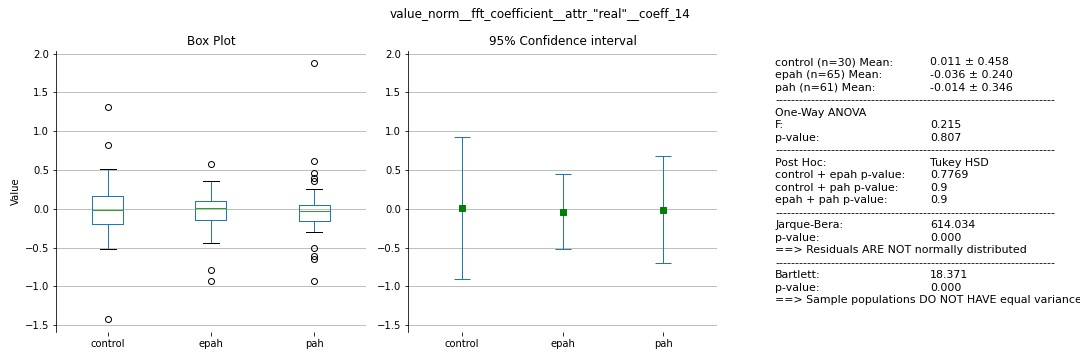 value_norm__fft_coefficient__attr_"real"__coeff_14
Box Plot
95% Confidence interval
Value
2.0
1.5
1.0
0.5
0.0
−0.5
−1.0
−1.5
control epah pah
2.0
1.5
1.0
0.5
0.0
−0.5
−1.0
−1.5
control epah pah
control (n=30) Mean: 0.011 ± 0.458
epah (n=65) Mean: -0.036 ± 0.240
pah (n=61) Mean: -0.014 ± 0.346
One-Way ANOVA
F: 0.215
p-value: 0.807
Post Hoc: Tukey HSD
control + epah p-value: 0.7769
control + pah p-value: 0.9
epah + pah p-value: 0.9
Jarque-Bera: 614.034
p-value: 0.000
==> Residuals ARE NOT normally distributed
Bartlett: 18.371
p-value: 0.000
==> Sample populations DO NOT HAVE equal variance